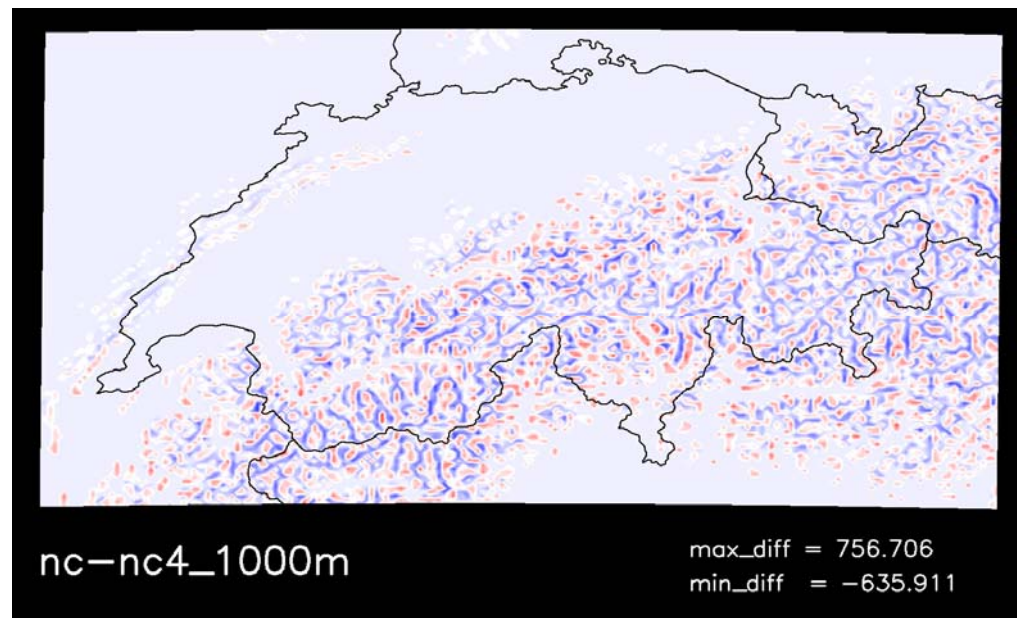 nc-nc4_1000m
max_diff = 756.706
min_diff = -635.911